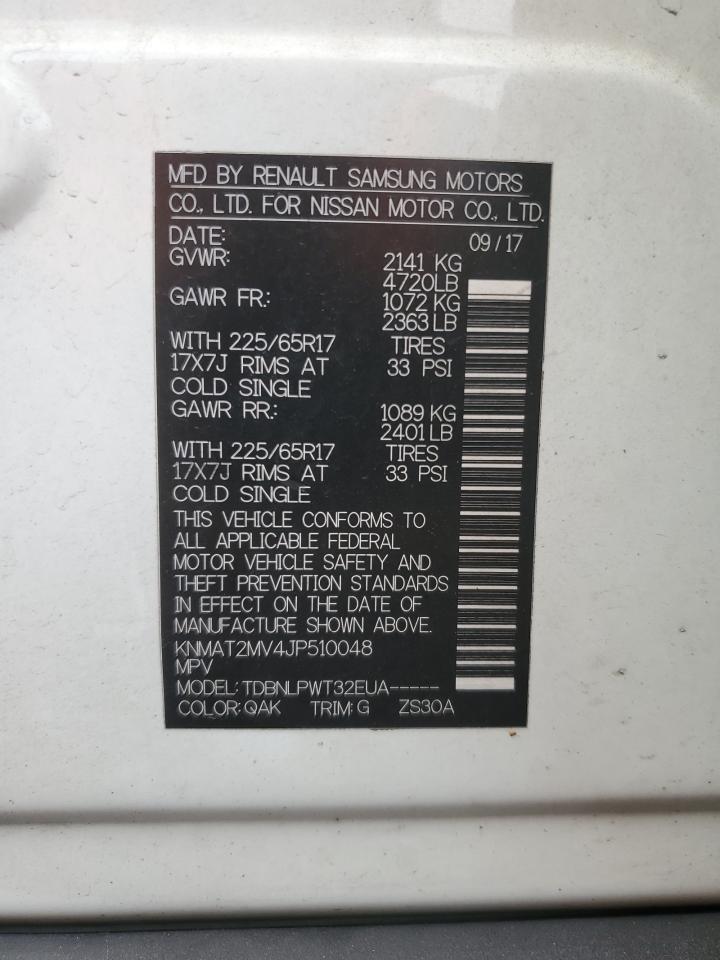 MFD BY RENAULT SAMSUNG MOTORS
CO., LTD. FOR NISSAN MOTOR CO., LTD.
DATE: 09/17
GVWR: 2141 KG
4720LB
GAWR FR.: 1072 KG
2363 LB
WITH 225/65R17 TIRES
17X7J RIMS AT 33 PSI
COLD SINGLE
GAWR RR.: 1089 KG
2401 LB
WITH 225/65R17 TIRES
17X7J RIMS AT 33 PSI
COLD SINGLE
THIS VEHICLE CONFORMS TO
ALL APPLICABLE FEDERAL
MOTOR VEHICLE SAFETY AND
THEFT PREVENTION STANDARDS
IN EFFECT ON THE DATE OF
MANUFACTURE SHOWN ABOVE.
KNMAT2MV4JP510048
MPV
MODEL: TDBNLPWT32EUA-----
COLOR: QAK TRIM: G ZS30A